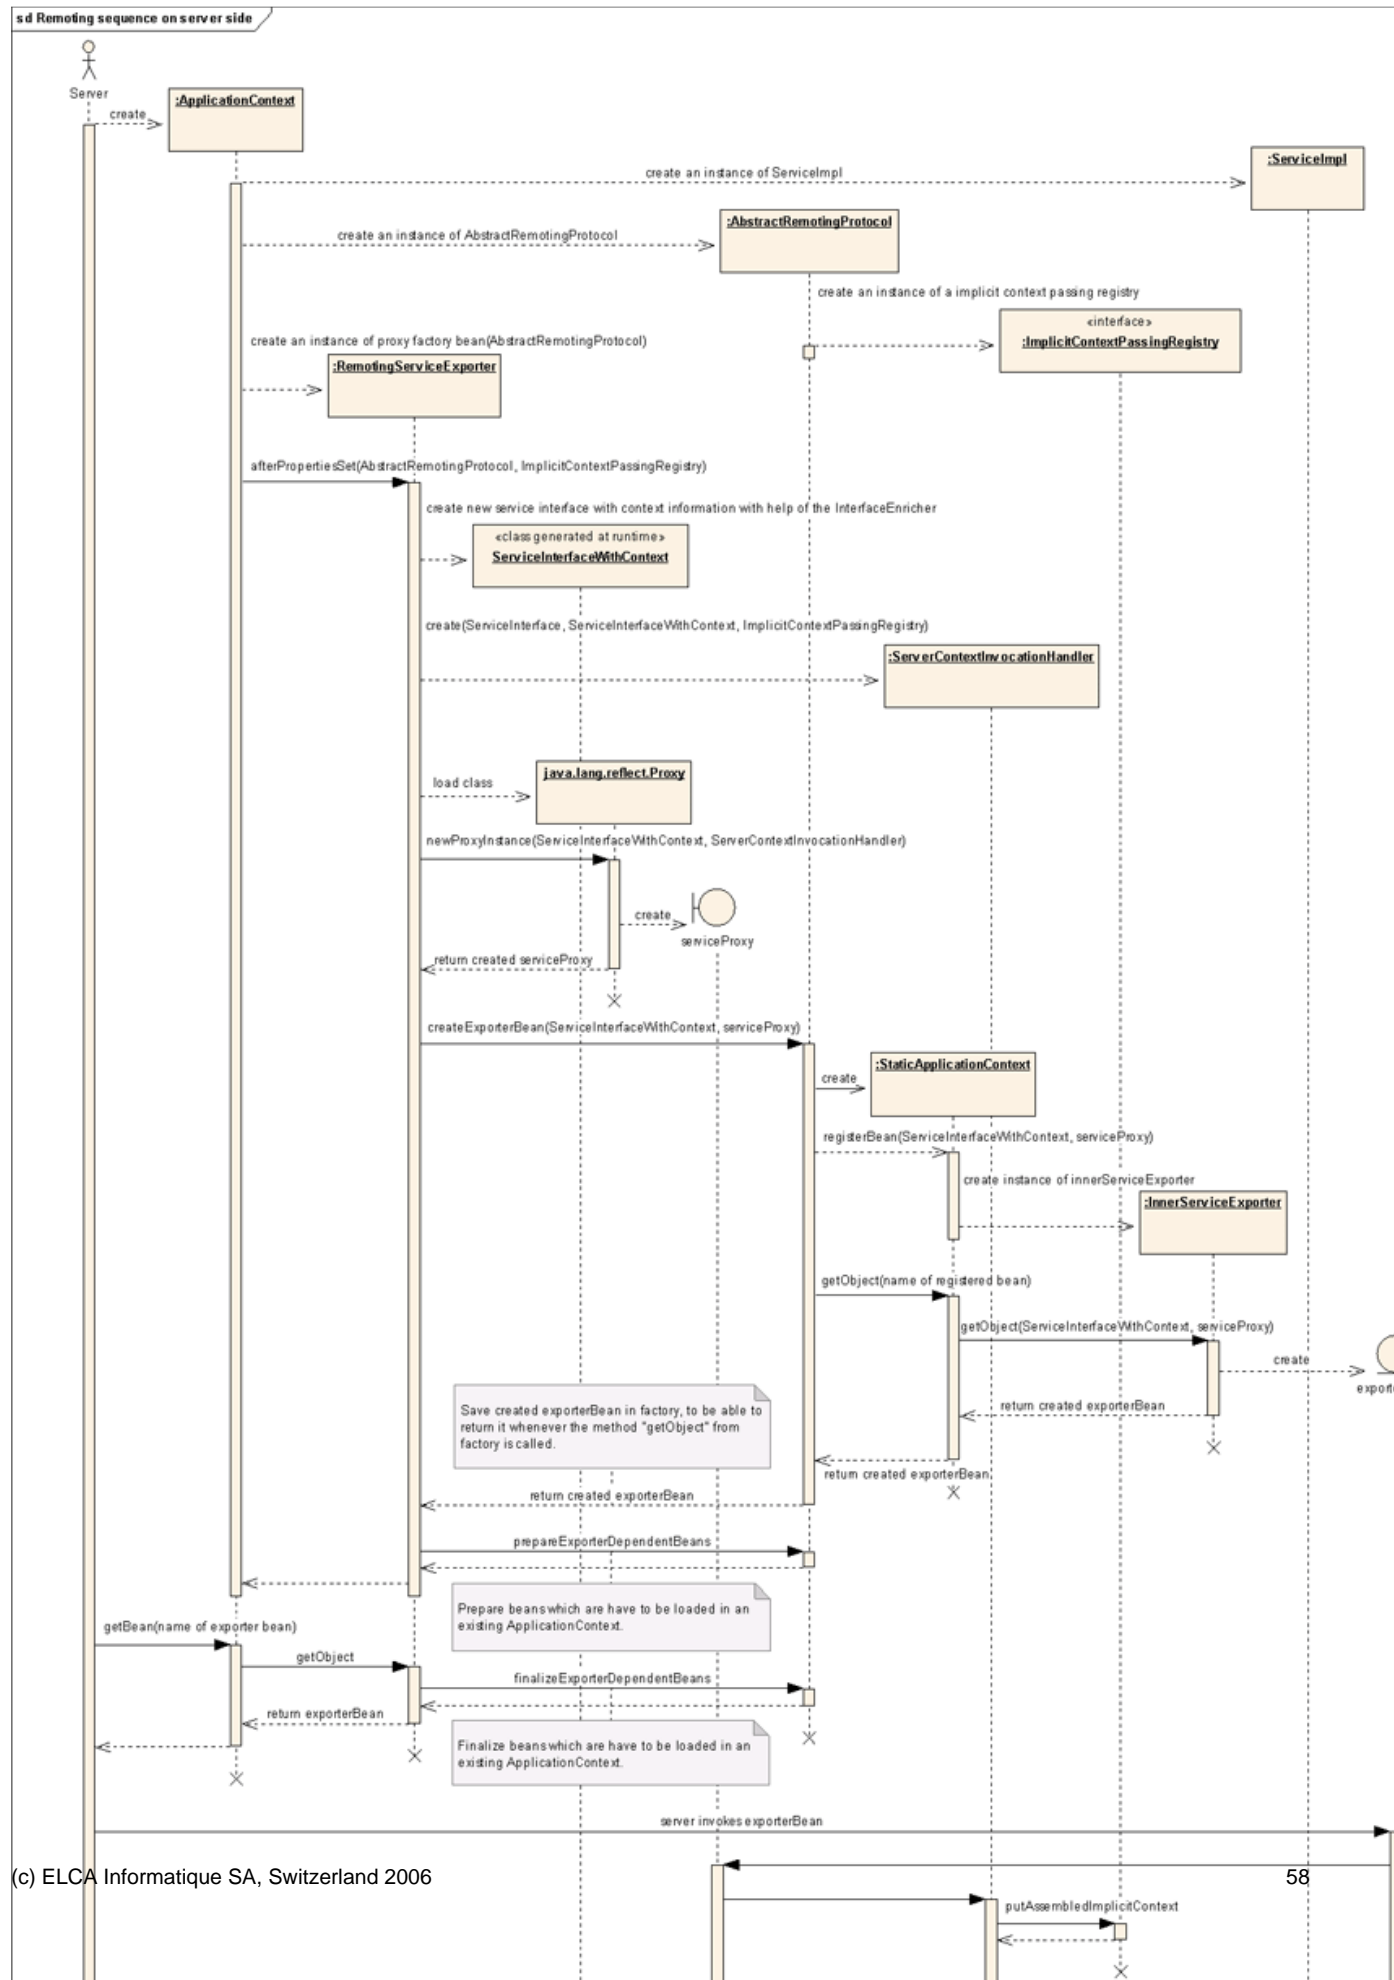 sd Remoting sequence on server side
Server
create
:ApplicationContext
create an instance of ServiceImpl
:ServiceImpl
create an instance of AbstractRemotingProtocol
:AbstractRemotingProtocol
create an instance of a implicit context passing registry
«interface»
:ImplicitContextPassingRegistry
create an instance of proxy factory bean(AbstractRemotingProtocol)
:RemotingServiceExporter
afterPropertiesSet(AbstractRemotingProtocol, ImplicitContextPassingRegistry)
create new service interface with context information with help of the InterfaceEnricher
«class generated at runtime»
ServiceInterfaceWithContext
create(ServiceInterface, ServiceInterfaceWithContext, ImplicitContextPassingRegistry)
:ServerContextInvocationHandler
load class
java.lang.reflect.Proxy
newProxyInstance(ServiceInterfaceWithContext, ServerContextInvocationHandler)
create
serviceProxy
return created serviceProxy
createExporterBean(ServiceInterfaceWithContext, serviceProxy)
create
:StaticApplicationContext
registerBean(ServiceInterfaceWithContext, serviceProxy)
create instance of innerServiceExporter
:InnerServiceExporter
getObject(name of registered bean)
getObject(ServiceInterfaceWithContext, serviceProxy)
create
return created exporterBean
Save created exporterBean in factory, to be able to
return it whenever the method "getObject" from
factory is called.
return created exporterBean
return created exporterBean
prepareExporterDependentBeans
Prepare beans which are have to be loaded in an
existing ApplicationContext.
getBean(name of exporter bean)
getObject
finalizeExporterDependentBeans
return exporterBean
Finalize beans which are have to be loaded in an
existing ApplicationContext.
server invokes exporterBean
(c) ELCA Informatique SA, Switzerland 2006
58
putAssembledImplicitContext